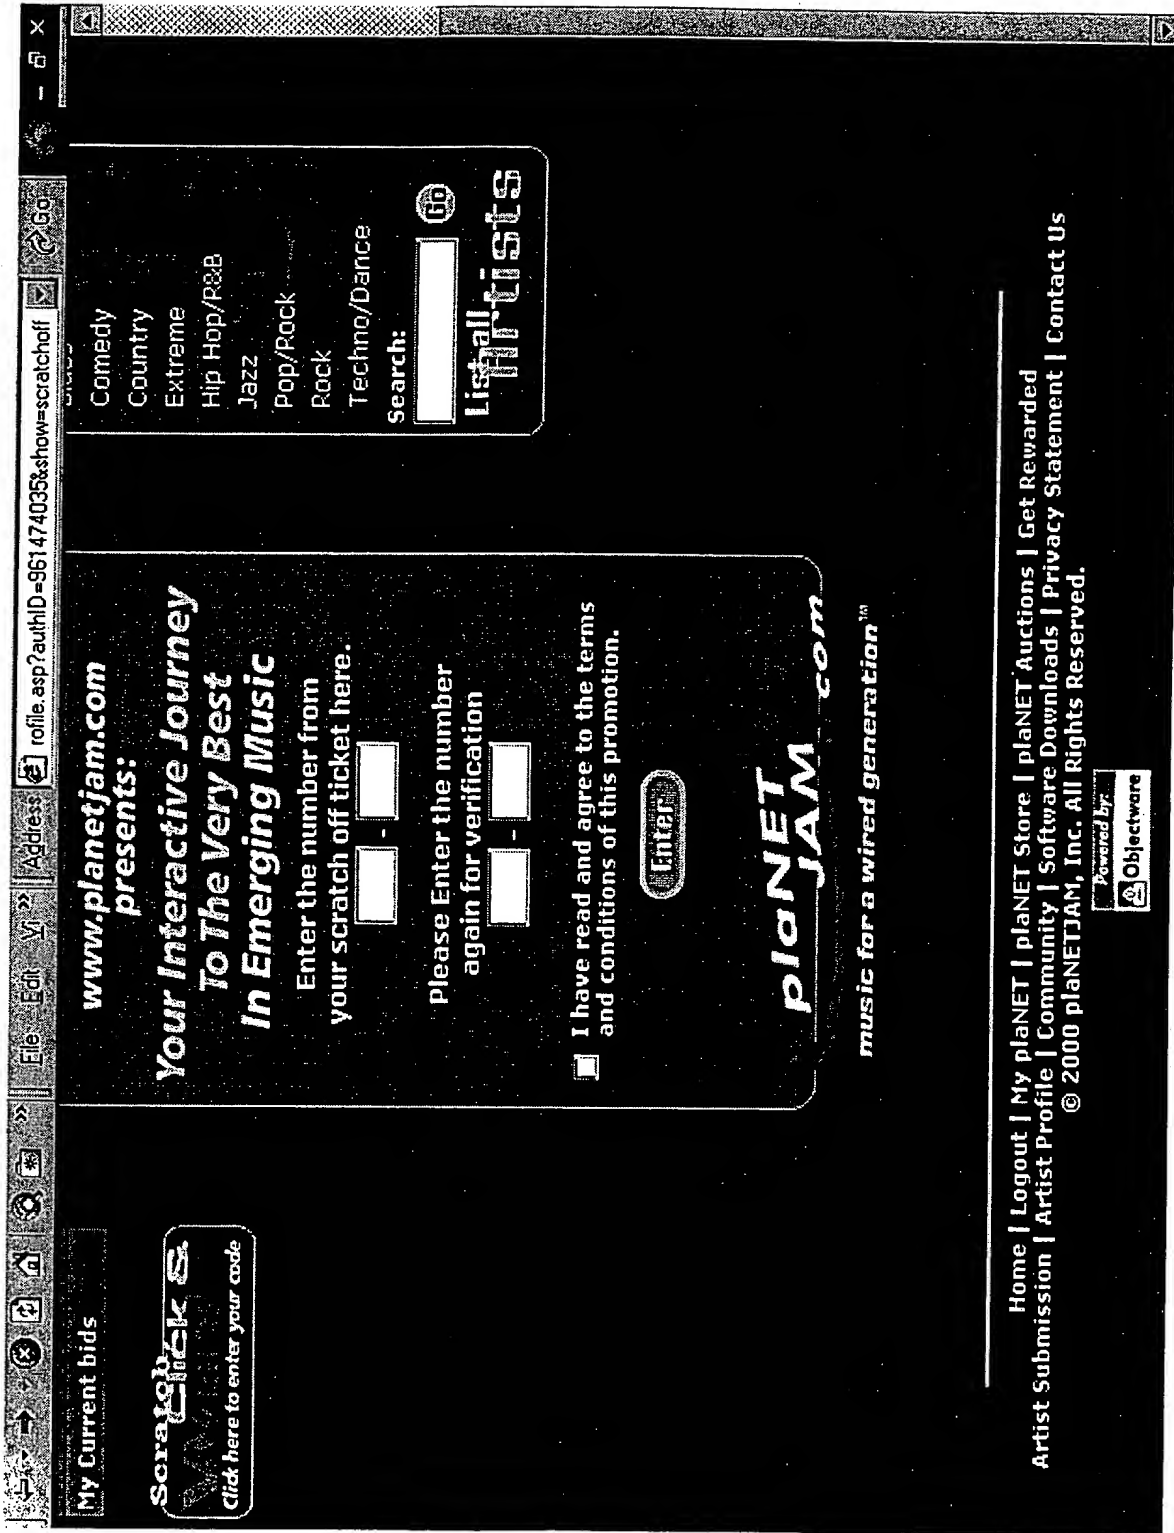 File Edit Vi » Address rofile.asp?authID=961474035&show=scratchoff Go
My Current bids
Scratch,
Click &
Click here to enter your code
www.planetjam.com
presents:
Your Interactive Journey
To The Very Best
In Emerging Music
Enter the number from
your scratch off ticket here.
-
Please Enter the number
again for verification
-
I have read and agree to the terms
and conditions of this promotion.
Enter
plaNET
JAM.com
music for a wired generation™
Comedy
Country
Extreme
Hip Hop/R&B
Jazz
Pop/Rock
Rock
Techno/Dance
Search:
Go
List all
Artists
Home | Logout | My plaNET | plaNET Store | plaNET Auctions | Get Rewarded
Artist Submission | Artist Profile | Community | Software Downloads | Privacy Statement | Contact Us
© 2000 plaNETJAM, Inc. All Rights Reserved.
Powered by:
Objectware